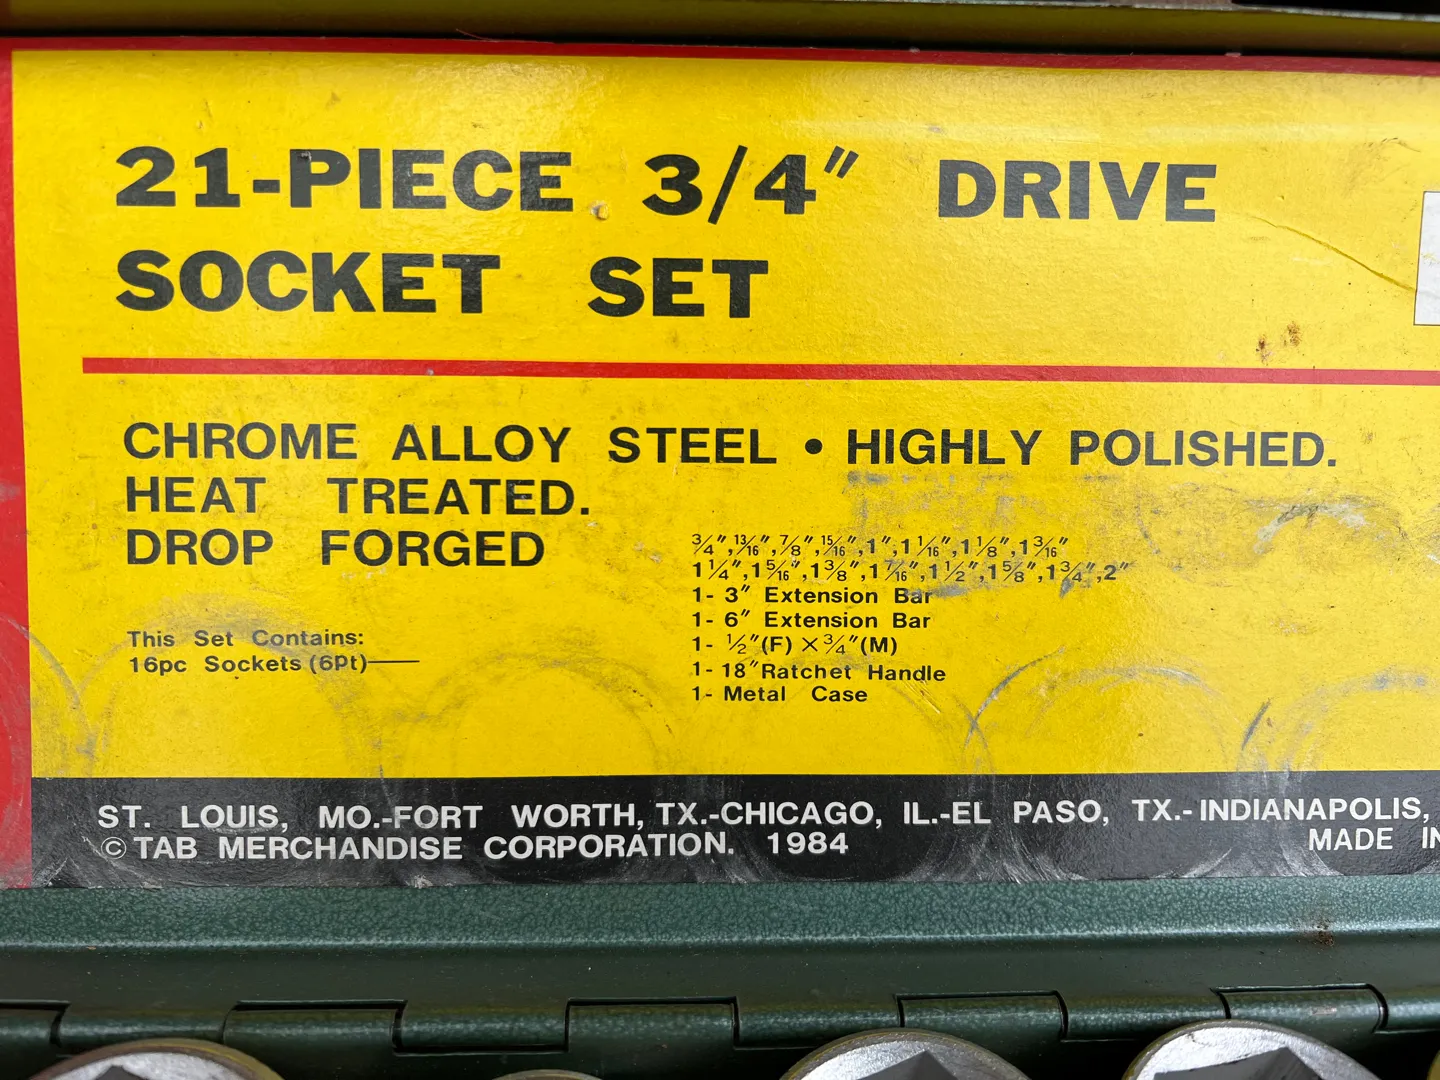 21-PIECE 3/4" DRIVE
SOCKET SET
CHROME ALLOY STEEL • HIGHLY POLISHED.
HEAT TREATED.
DROP FORGED
This Set Contains:
16pc Sockets (6Pt)—
3/4", 13/16", 7/8", 15/16", 1", 1 1/16", 1 1/8", 1 3/16"
1 1/4", 1 5/16", 1 3/8", 1 7/16", 1 1/2", 1 5/8", 1 3/4", 2"
1- 3" Extension Bar
1- 6" Extension Bar
1- 1/2"(F) X 3/4"(M)
1- 18"Ratchet Handle
1- Metal Case
ST. LOUIS, MO.-FORT WORTH, TX.-CHICAGO, IL.-EL PASO, TX.-INDIANAPOLIS,
© TAB MERCHANDISE CORPORATION. 1984
MADE IN